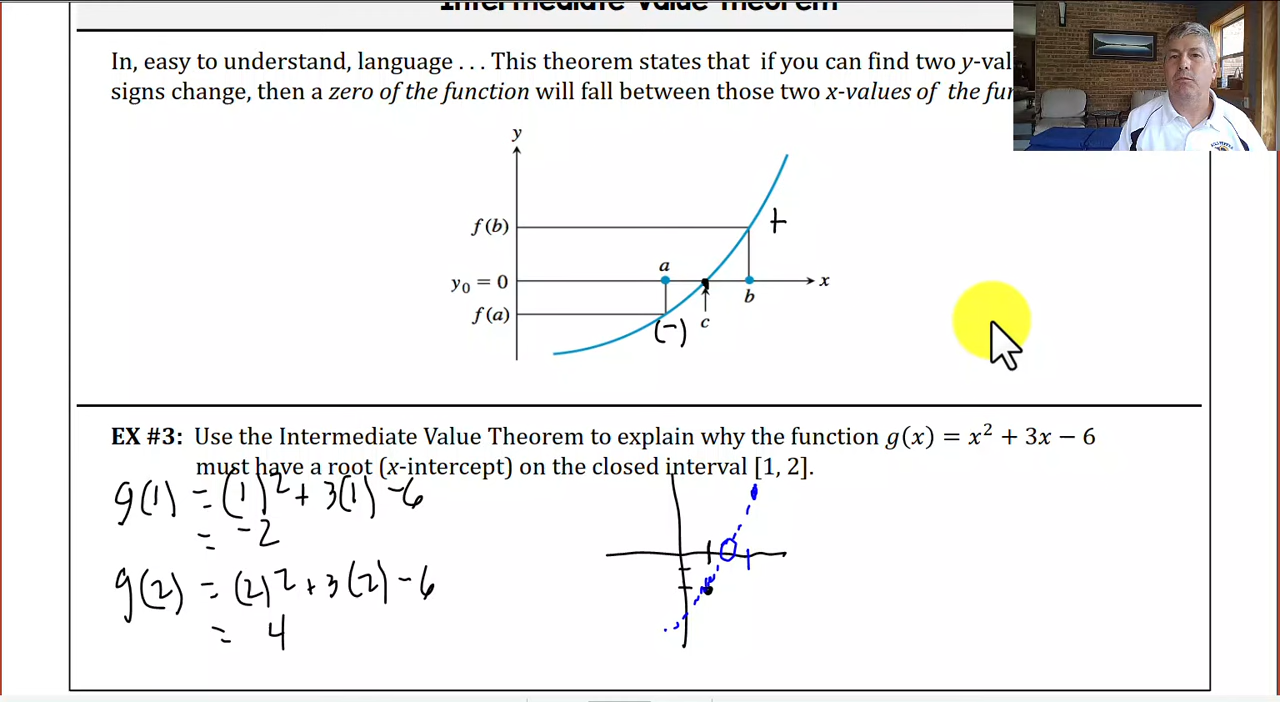 Intermediate Value Theorem
In, easy to understand, language . . . This theorem states that if you can find two y-val
signs change, then a zero of the function will fall between those two x-values of the fun
y
f(b)
+
a
y₀ = 0
x
b
f(a)
(-)
c
EX #3: Use the Intermediate Value Theorem to explain why the function g(x) = x² + 3x − 6
must have a root (x-intercept) on the closed interval [1, 2].
g(1) = (1)² + 3(1) - 6
= -2
g(2) = (2)² + 3(2) - 6
= 4